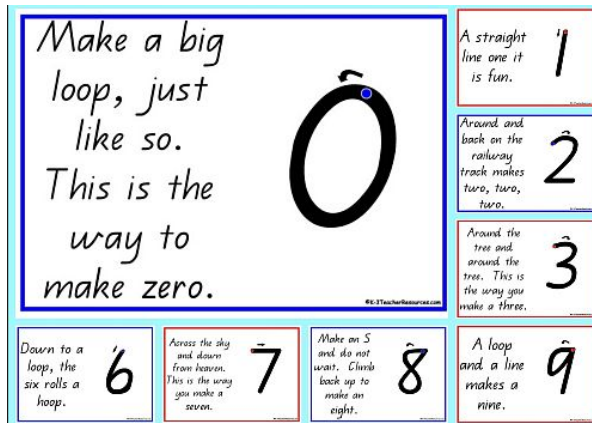 Make a big
loop, just
like so.
This is the
way to
make zero.
0
©K-3TeacherResources.com
A straight
line one it
is fun.
1
Around and
back on the
railway
track makes
two, two,
two.
2
Around the
tree and
around the
tree. This is
the way you
make a three.
3
Down to a
loop, the
six rolls a
hoop.
6
Across the sky
and down
from heaven.
This is the way
you make a
seven.
7
Make an S
and do not
wait. Climb
back up to
make an
eight.
8
A loop
and a line
makes a
nine.
9